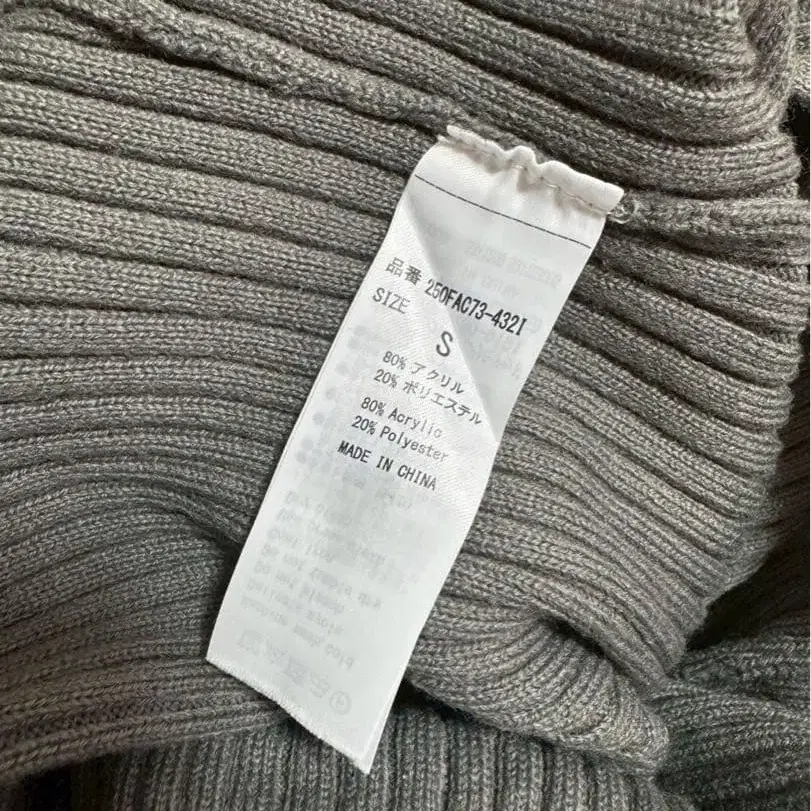 品番 250FAC73-432I
SIZE
S
80% アクリル
20% ポリエステル
80% Acrylic
20% Polyester
MADE IN CHINA